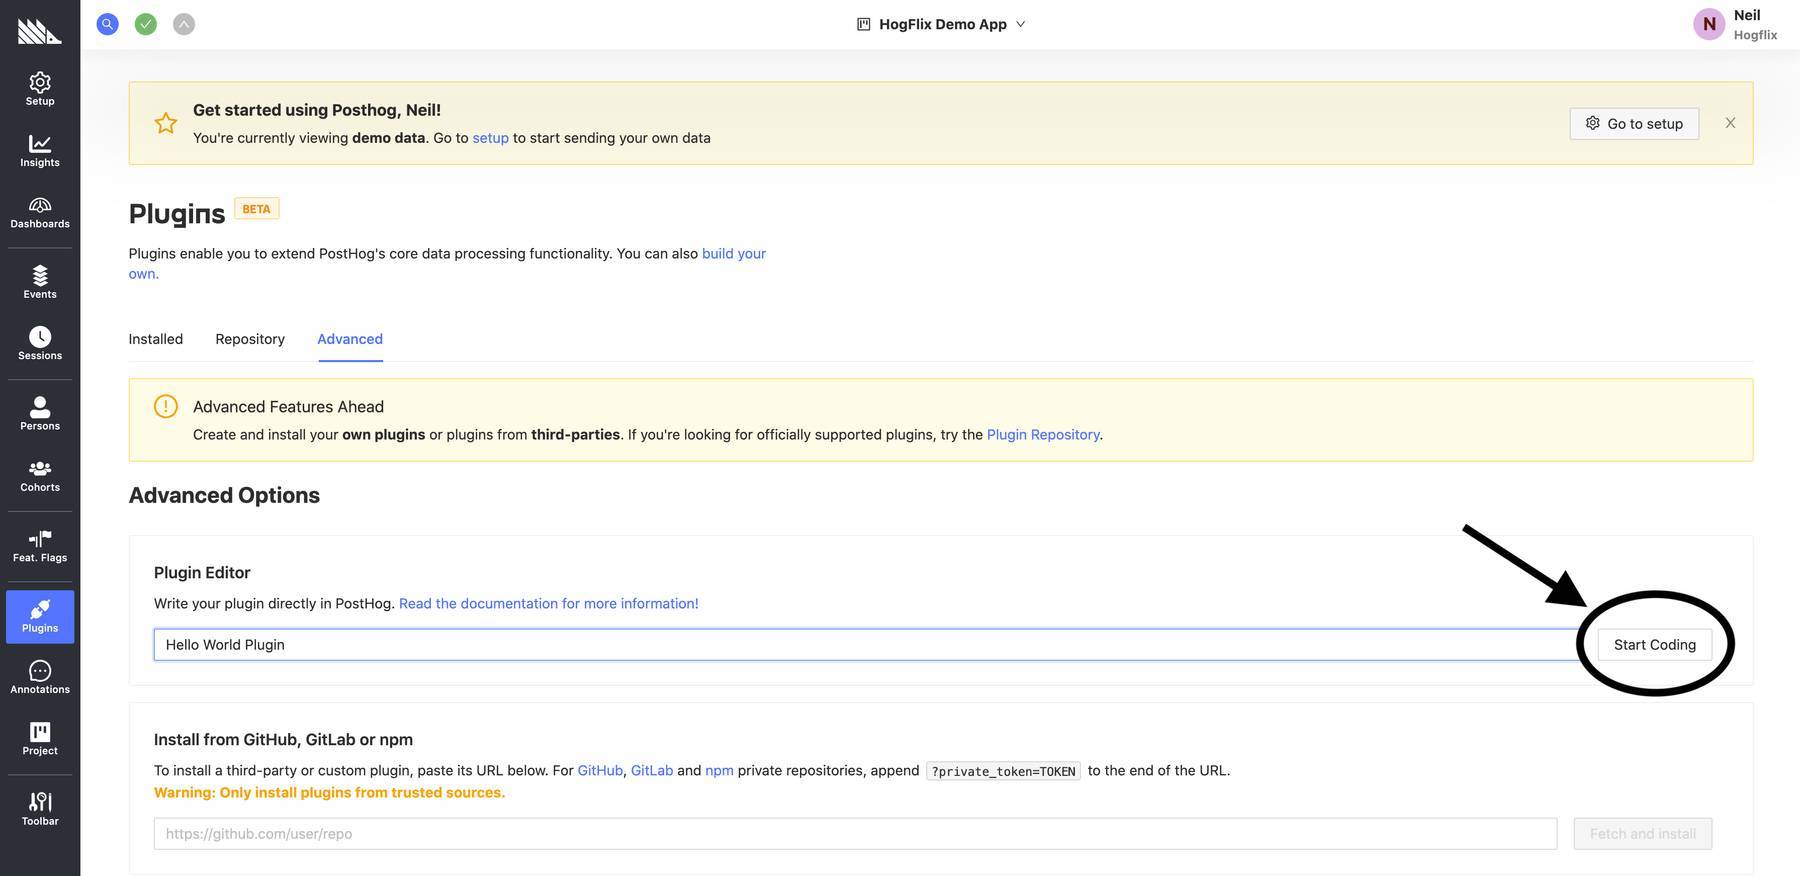 HogFlix Demo App
N
Neil
Hogflix
Setup
Insights
Dashboards
Events
Sessions
Persons
Cohorts
Feat. Flags
Plugins
Annotations
Project
Toolbar
Get started using Posthog, Neil!
You're currently viewing demo data. Go to setup to start sending your own data
Go to setup
Plugins BETA
Plugins enable you to extend PostHog's core data processing functionality. You can also build your
own.
Installed Repository Advanced
Advanced Features Ahead
Create and install your own plugins or plugins from third-parties. If you're looking for officially supported plugins, try the Plugin Repository.
Advanced Options
Plugin Editor
Write your plugin directly in PostHog. Read the documentation for more information!
Hello World Plugin
Start Coding
Install from GitHub, GitLab or npm
To install a third-party or custom plugin, paste its URL below. For GitHub, GitLab and npm private repositories, append ?private_token=TOKEN to the end of the URL.
Warning: Only install plugins from trusted sources.
https://github.com/user/repo
Fetch and install